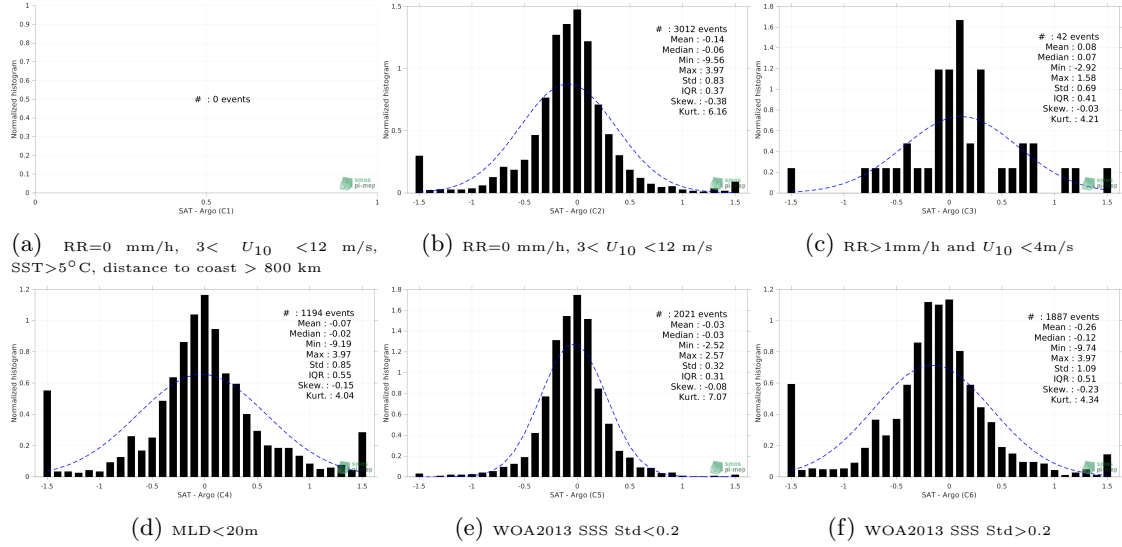 Normalized histogram
1
0.9
0.8
0.7
0.6
0.5
0.4
0.3
0.2
0.1
0
# : 0 events
0 0.5 1
SAT - Argo (C1)
smos
pi-mep
(a) RR=0 mm/h, 3< U10 <12 m/s,
SST>5°C, distance to coast > 800 km
Normalized histogram
1.5
1
0.5
0
# : 3012 events
Mean : -0.14
Median : -0.06
Min : -9.56
Max : 3.97
Std : 0.83
IQR : 0.37
Skew. : -0.38
Kurt. : 6.16
-1.5 -1 -0.5 0 0.5 1 1.5
SAT - Argo (C2)
smos
pi-mep
(b) RR=0 mm/h, 3< U10 <12 m/s
Normalized histogram
1.8
1.6
1.4
1.2
1
0.8
0.6
0.4
0.2
0
# : 42 events
Mean : 0.08
Median : 0.07
Min : -2.92
Max : 1.58
Std : 0.69
IQR : 0.41
Skew. : -0.03
Kurt. : 4.21
-1.5 -1 -0.5 0 0.5 1 1.5
SAT - Argo (C3)
smos
pi-mep
(c) RR>1mm/h and U10 <4m/s
Normalized histogram
1.2
1
0.8
0.6
0.4
0.2
0
# : 1194 events
Mean : -0.07
Median : -0.02
Min : -9.19
Max : 3.97
Std : 0.85
IQR : 0.55
Skew. : -0.15
Kurt. : 4.04
-1.5 -1 -0.5 0 0.5 1 1.5
SAT - Argo (C4)
smos
pi-mep
(d) MLD<20m
Normalized histogram
1.8
1.6
1.4
1.2
1
0.8
0.6
0.4
0.2
0
# : 2021 events
Mean : -0.03
Median : -0.03
Min : -2.52
Max : 2.57
Std : 0.32
IQR : 0.31
Skew. : -0.08
Kurt. : 7.07
-1.5 -1 -0.5 0 0.5 1 1.5
SAT - Argo (C5)
smos
pi-mep
(e) WOA2013 SSS Std<0.2
Normalized histogram
1.2
1
0.8
0.6
0.4
0.2
0
# : 1887 events
Mean : -0.26
Median : -0.12
Min : -9.74
Max : 3.97
Std : 1.09
IQR : 0.51
Skew. : -0.23
Kurt. : 4.34
-1.5 -1 -0.5 0 0.5 1 1.5
SAT - Argo (C6)
smos
pi-mep
(f) WOA2013 SSS Std>0.2